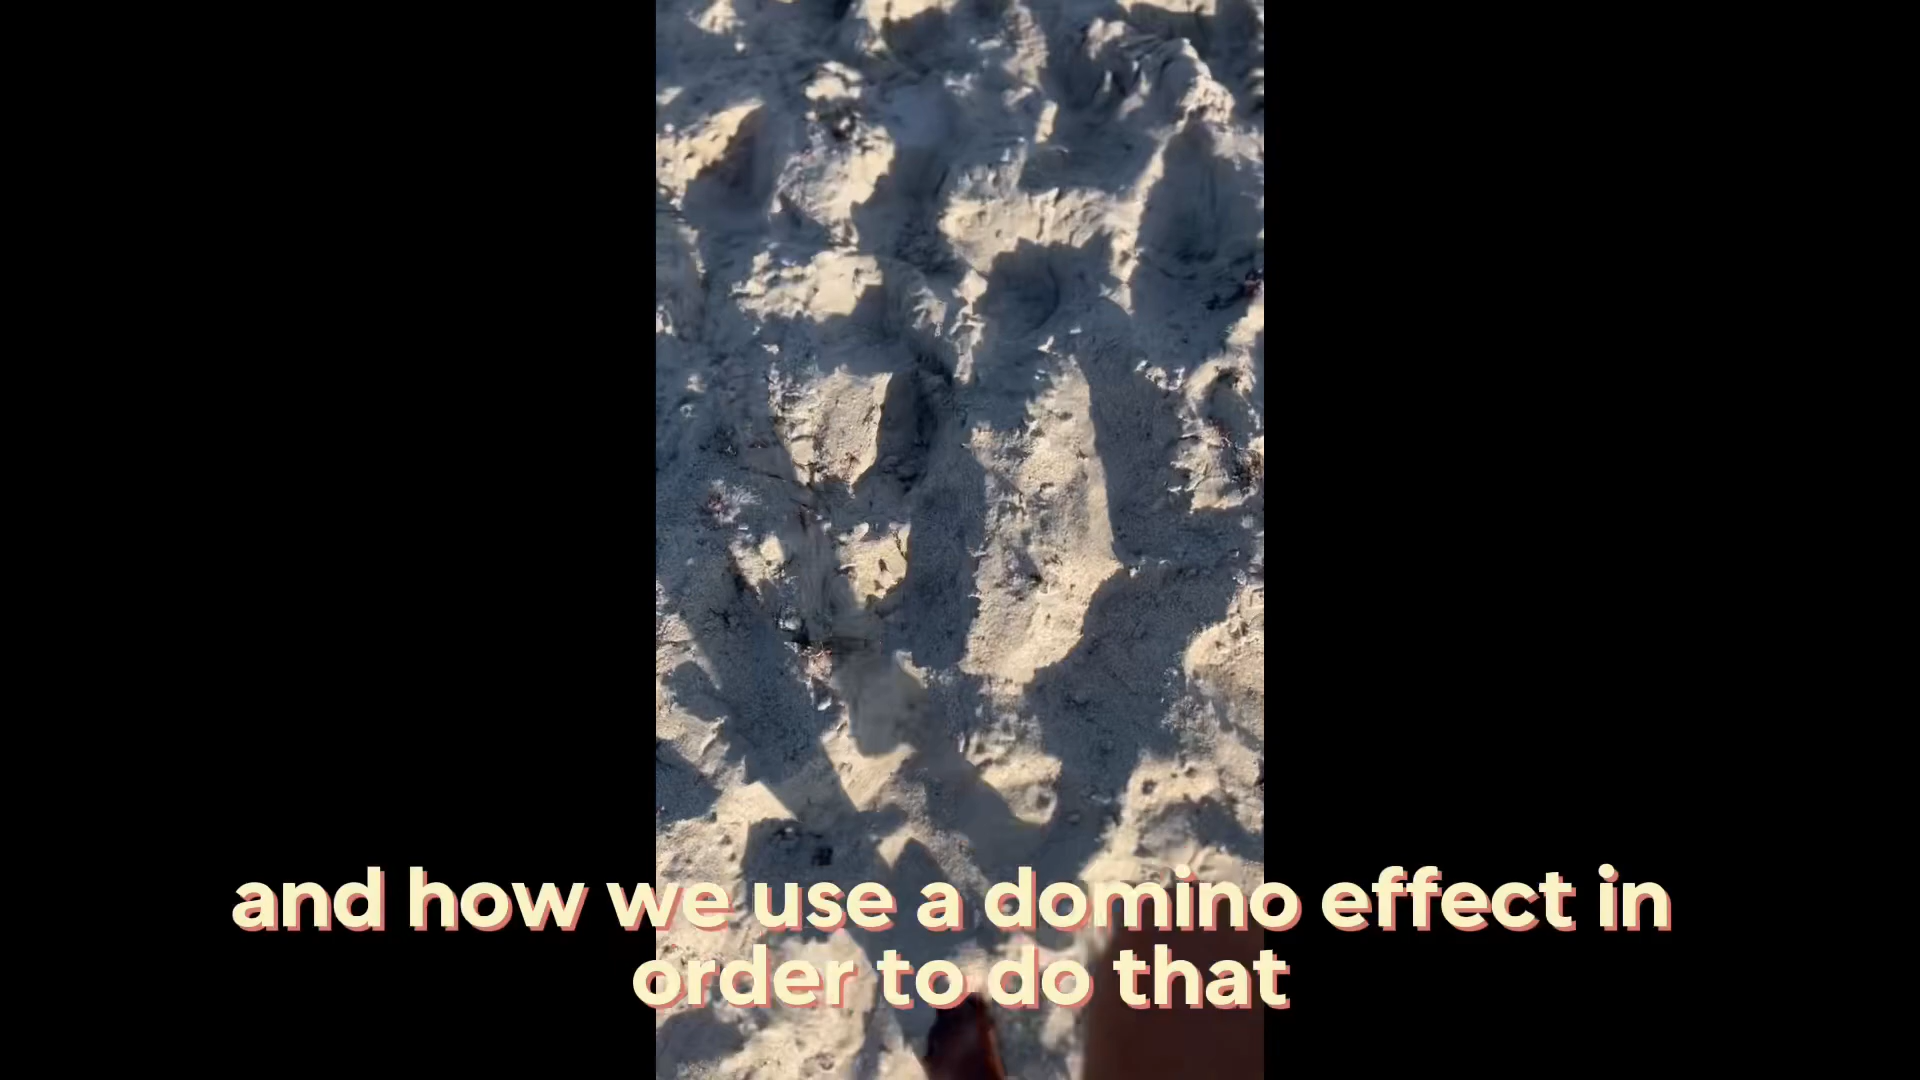 and how we use a domino effect in
order to do that